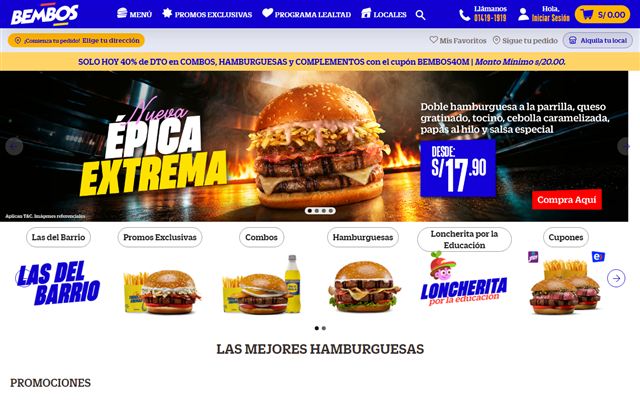 BEMBOS
MENÚ
PROMOS EXCLUSIVAS
PROGRAMA LEALTAD
LOCALES
Llámanos
01419-1919
Hola,
Iniciar Sesión
S/ 0.00
¡Comienza tu pedido! Elige tu dirección
Mis Favoritos
Sigue tu pedido
Alquila tu local
SOLO HOY 40% de DTO en COMBOS, HAMBURGUESAS y COMPLEMENTOS con el cupón BEMBOS40M | Monto Mínimo s/20.00.
Nueva
ÉPICA
EXTREMA
Doble hamburguesa a la parrilla, queso
gratinado, tocino, cebolla caramelizada,
papas al hilo y salsa especial
DESDE:
S/17.90
Compra Aquí
Aplican T&C. Imágenes referenciales
Las del Barrio
Promos Exclusivas
Combos
Hamburguesas
Loncherita por la
Educación
Cupones
LAS DEL
BARRIO
LONCHERITA
por la educación
LAS MEJORES HAMBURGUESAS
PROMOCIONES